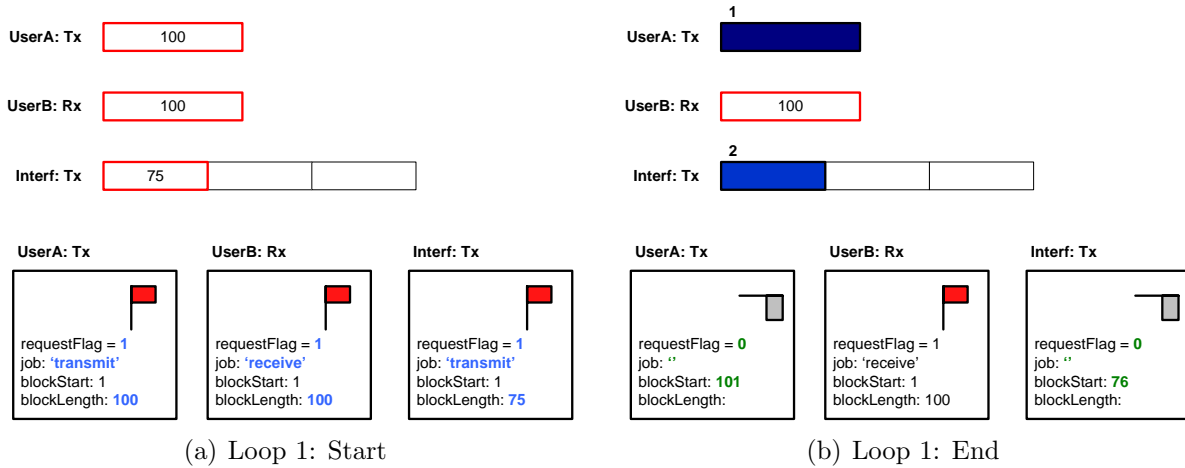 UserA: Tx
100
UserB: Rx
100
Interf: Tx
75
UserA: Tx
UserB: Rx
Interf: Tx
requestFlag = 1
job: ‘transmit’
blockStart: 1
blockLength: 100
requestFlag = 1
job: ‘receive’
blockStart: 1
blockLength: 100
requestFlag = 1
job: ‘transmit’
blockStart: 1
blockLength: 75
(a) Loop 1: Start
1
UserA: Tx
UserB: Rx
100
2
Interf: Tx
UserA: Tx
UserB: Rx
Interf: Tx
requestFlag = 0
job: ‘’
blockStart: 101
blockLength:
requestFlag = 1
job: ‘receive’
blockStart: 1
blockLength: 100
requestFlag = 0
job: ‘’
blockStart: 76
blockLength:
(b) Loop 1: End